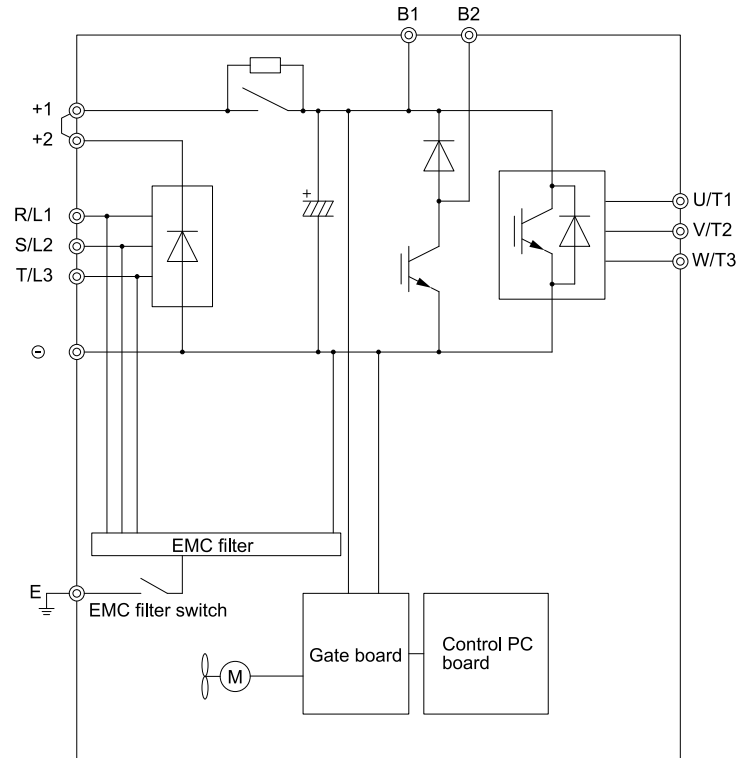 B1
B2
+1
+2
R/L1
S/L2
T/L3
⊖
+
U/T1
V/T2
W/T3
EMC filter
E
EMC filter switch
Gate board
Control PC
board
M